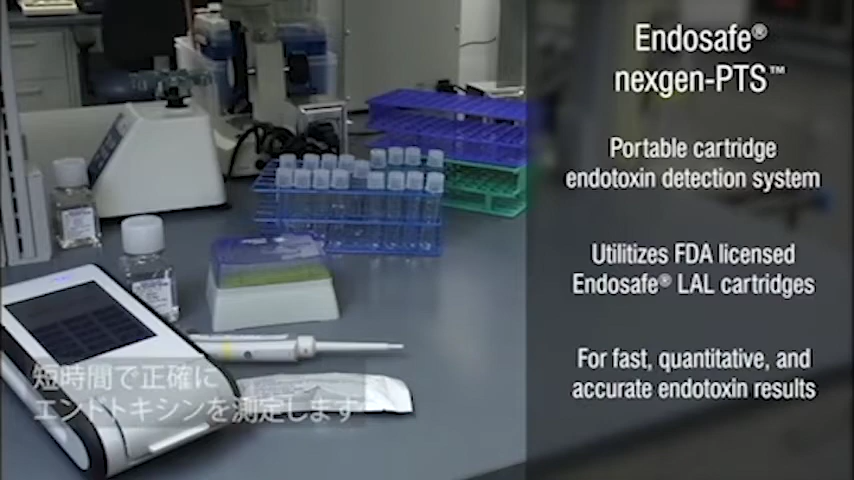 Endosafe®
nexgen-PTS™
Portable cartridge
endotoxin detection system
Utilitizes FDA licensed
Endosafe® LAL cartridges
For fast, quantitative, and
accurate endotoxin results
短時間で正確に
エンドトキシンを測定します